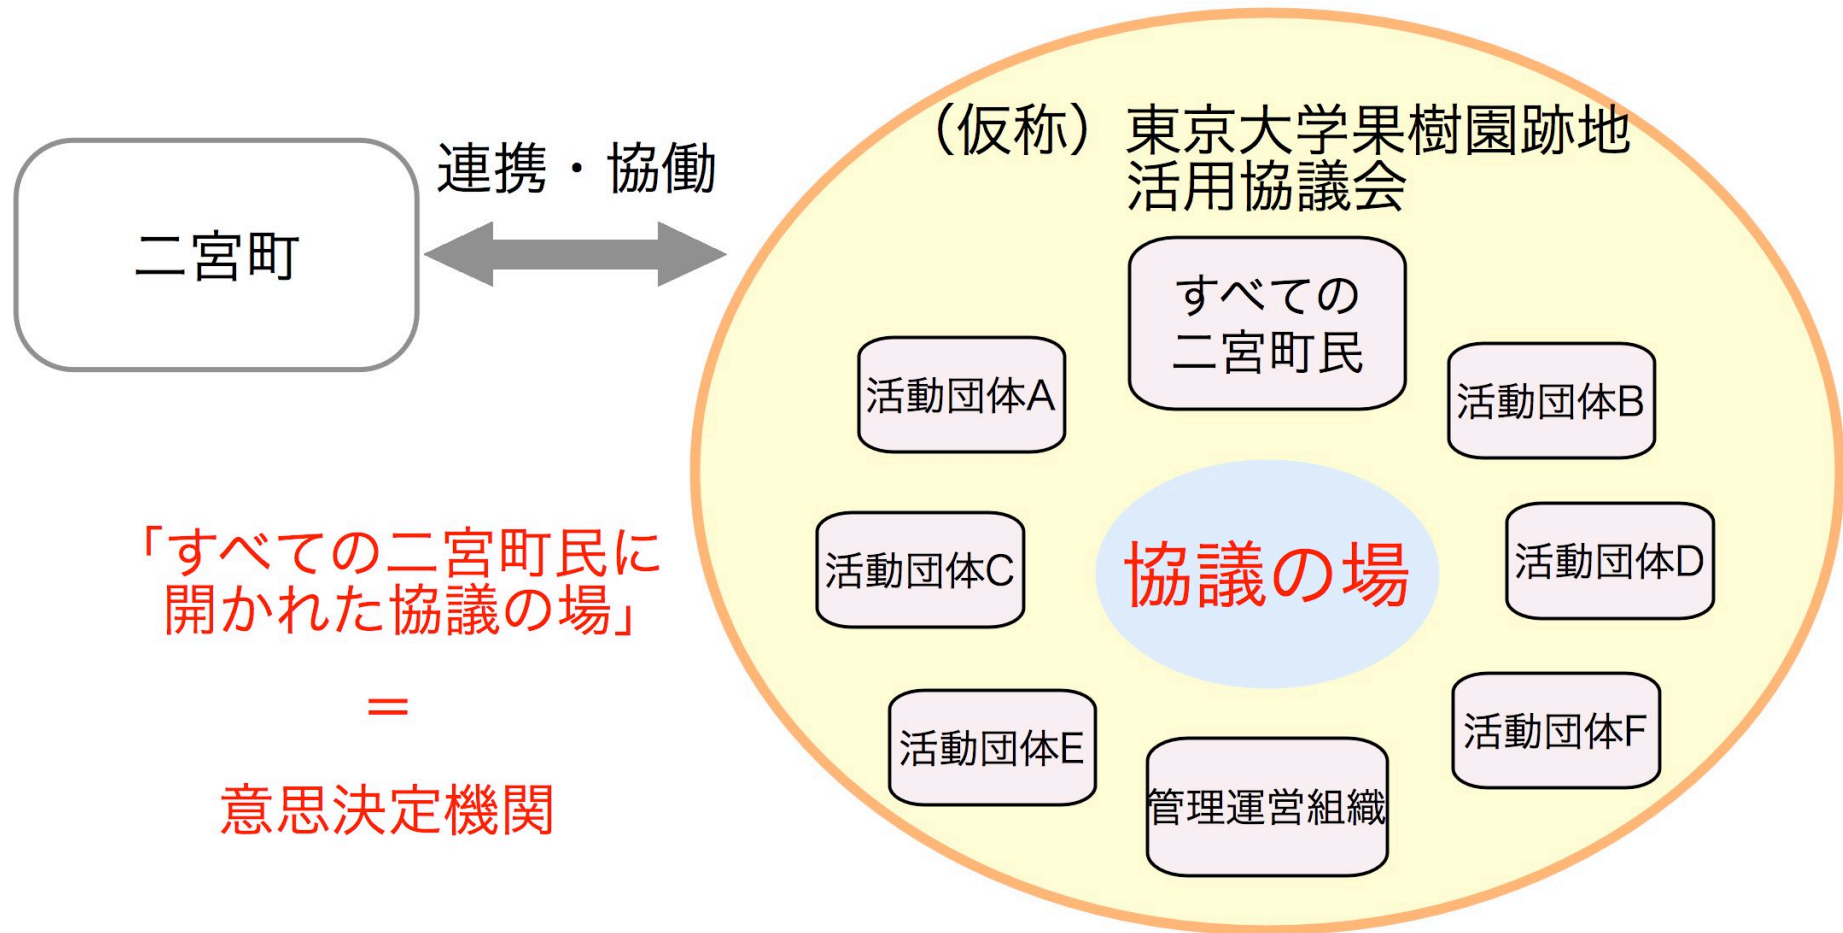 (仮称)東京大学果樹園跡地
活用協議会
連携・協働
二宮町
すべての
二宮町民
活動団体A
活動団体B
活動団体C
協議の場
活動団体D
活動団体E
管理運営組織
活動団体F
「すべての二宮町民に
開かれた協議の場」
=
意思決定機関